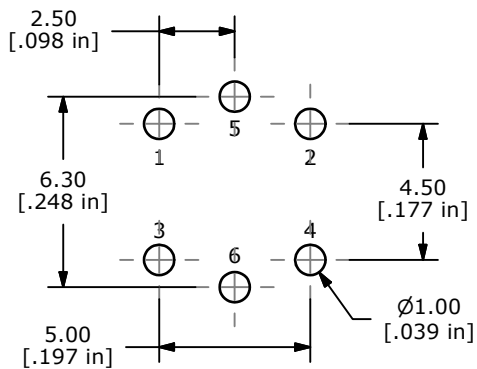 2.50
[.098 in]
5
1
2
6.30
[.248 in]
4.50
[.177 in]
3
4
6
Ø1.00
[.039 in]
5.00
[.197 in]